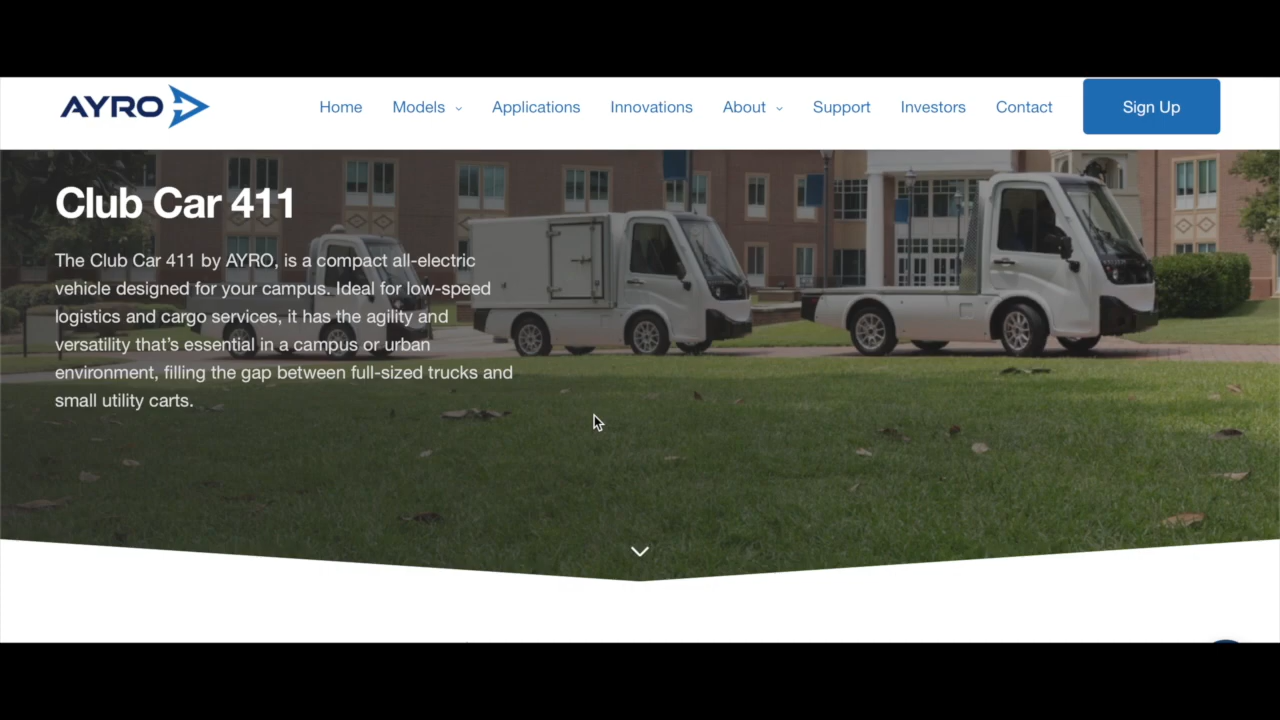 AYRO
Home Models Applications Innovations About Support Investors Contact Sign Up
Club Car 411
The Club Car 411 by AYRO, is a compact all-electric
vehicle designed for your campus. Ideal for low-speed
logistics and cargo services, it has the agility and
versatility that’s essential in a campus or urban
environment, filling the gap between full-sized trucks and
small utility carts.